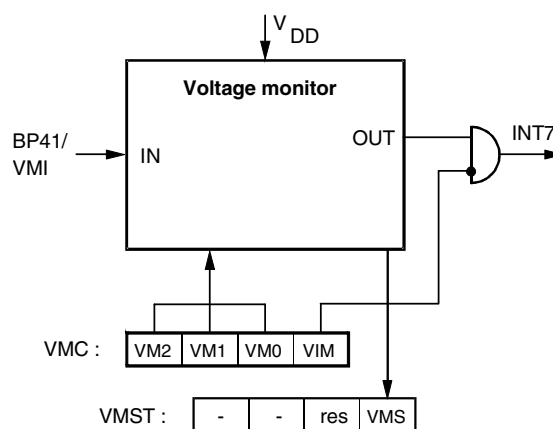 V
DD
Voltage monitor
BP41/
VMI
IN
OUT
INT7
VMC :
VM2 VM1 VM0 VIM
VMST :
- - res VMS